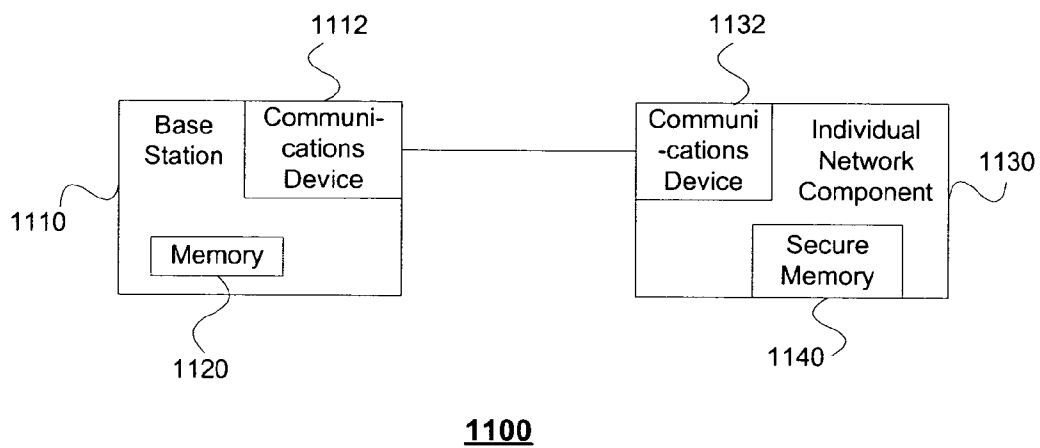 1112
1132
Base
Station
Communi-
cations
Device
Communi
-cations
Device
Individual
Network
Component
1130
1110
Memory
Secure
Memory
1120
1140
1100